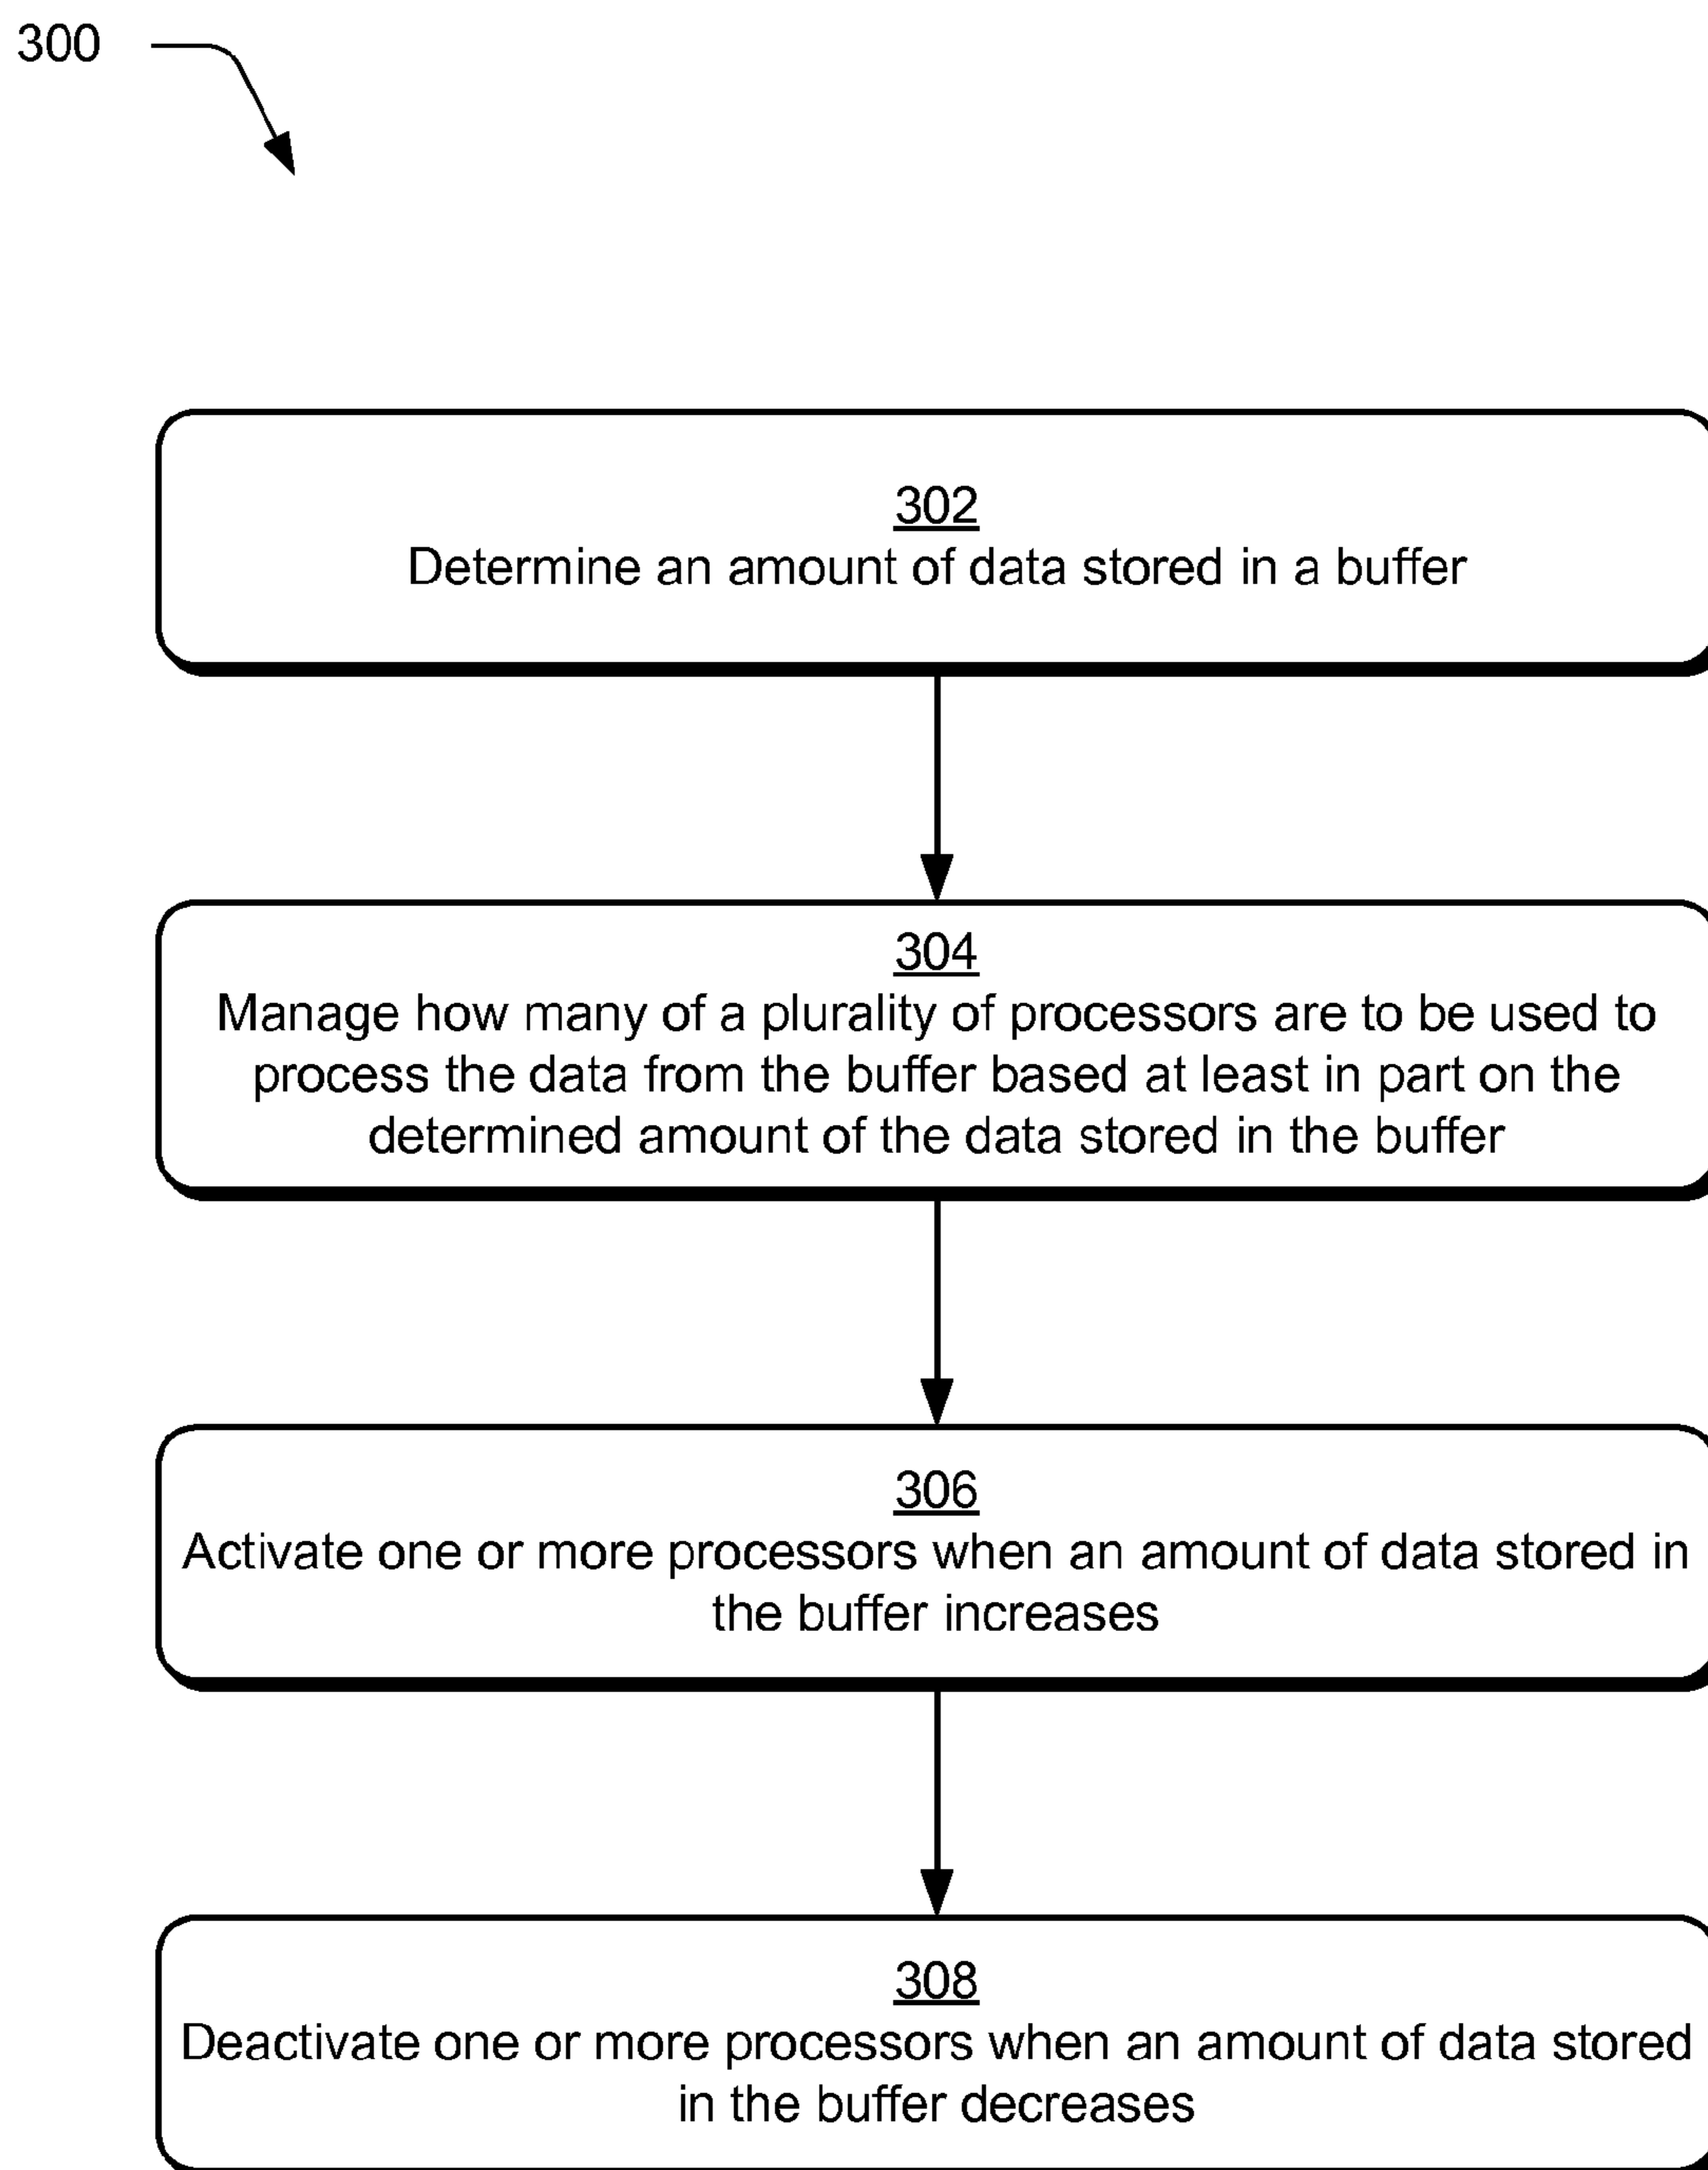 300
302
Determine an amount of data stored in a buffer
304
Manage how many of a plurality of processors are to be used to
process the data from the buffer based at least in part on the
determined amount of the data stored in the buffer
306
Activate one or more processors when an amount of data stored in
the buffer increases
308
Deactivate one or more processors when an amount of data stored
in the buffer decreases